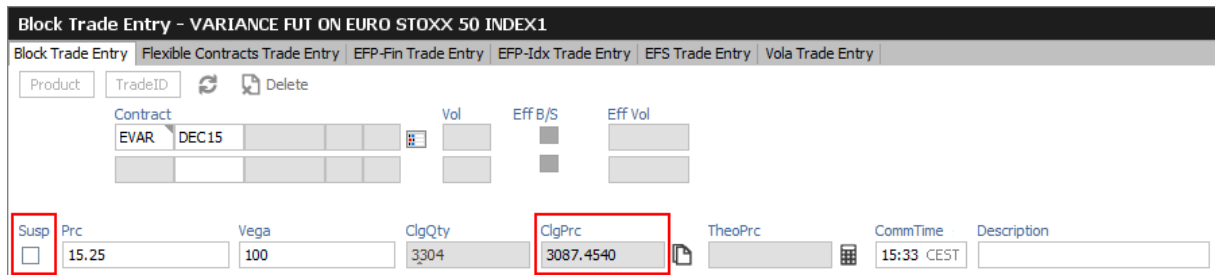 Block Trade Entry - VARIANCE FUT ON EURO STOXX 50 INDEX1
Block Trade Entry Flexible Contracts Trade Entry EFP-Fin Trade Entry EFP-Idx Trade Entry EFS Trade Entry Vola Trade Entry
Product TradeID Delete
Contract Vol Eff B/S Eff Vol
EVAR DEC15
Susp Prc Vega ClgQty ClgPrc TheoPrc CommTime Description
15.25 100 3304 3087.4540 15:33 CEST